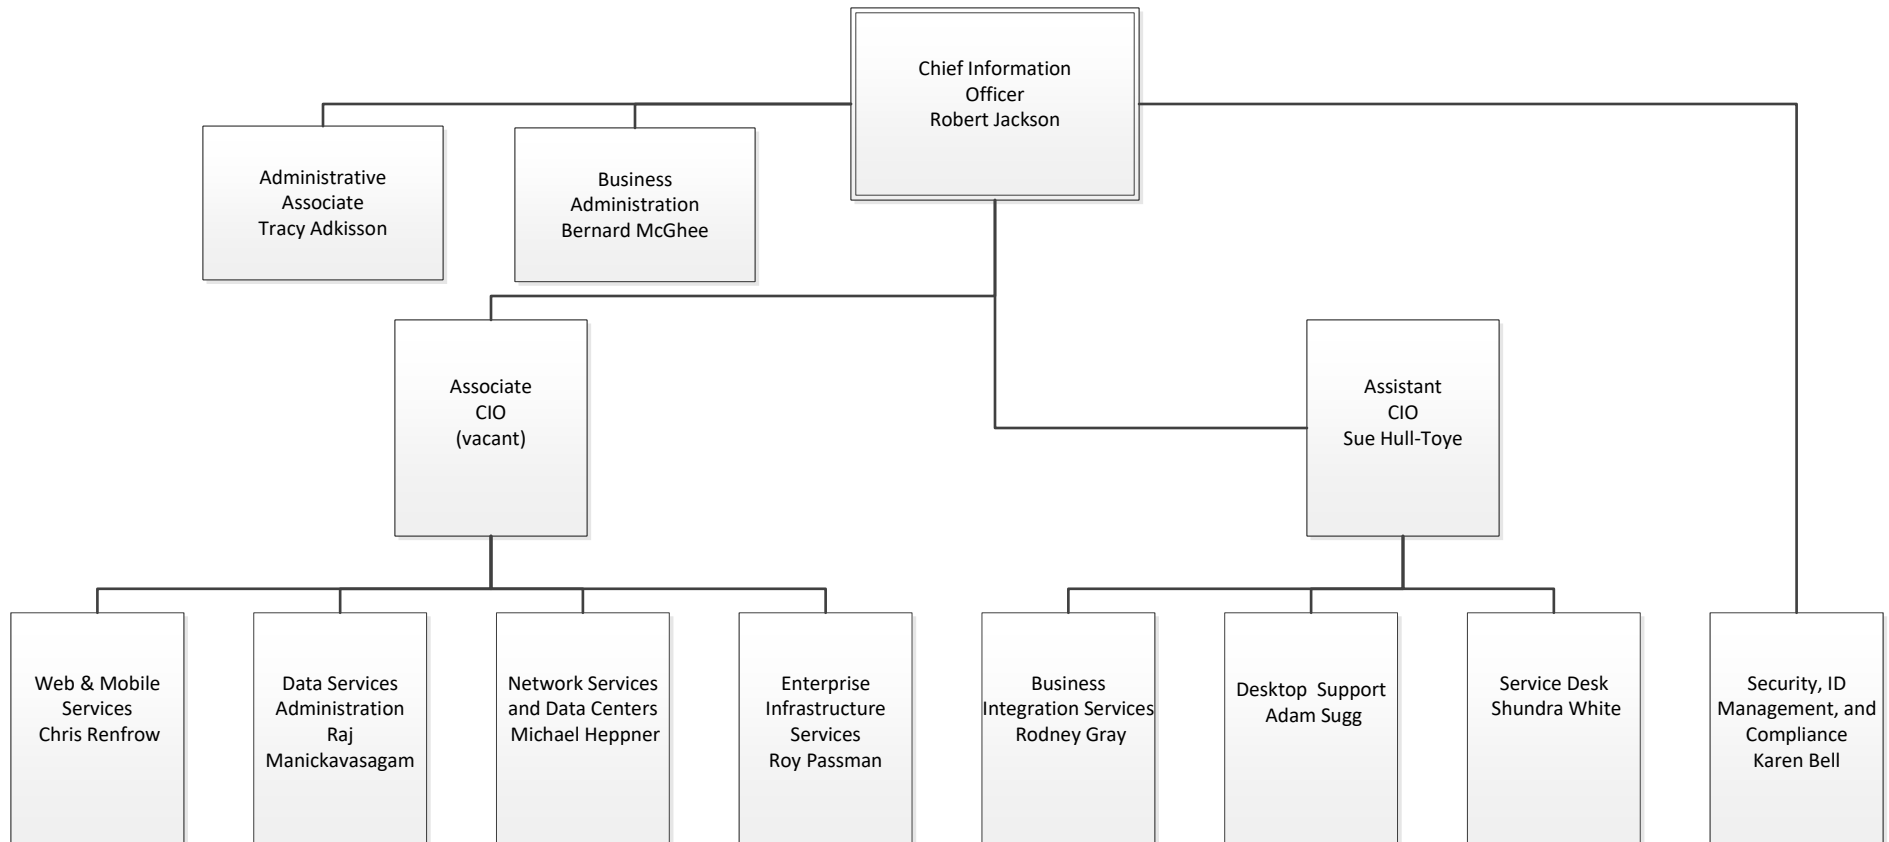 Chief Information
Officer
Robert Jackson
Administrative
Associate
Tracy Adkisson
Business
Administration
Bernard McGhee
Associate
CIO
(vacant)
Assistant
CIO
Sue Hull-Toye
Web & Mobile
Services
Chris Renfrow
Data Services
Administration
Raj
Manickavasagam
Network Services
and Data Centers
Michael Heppner
Enterprise
Infrastructure
Services
Roy Passman
Business
Integration Services
Rodney Gray
Desktop  Support
Adam Sugg
Service Desk
Shundra White
Security, ID
Management, and
Compliance
Karen Bell